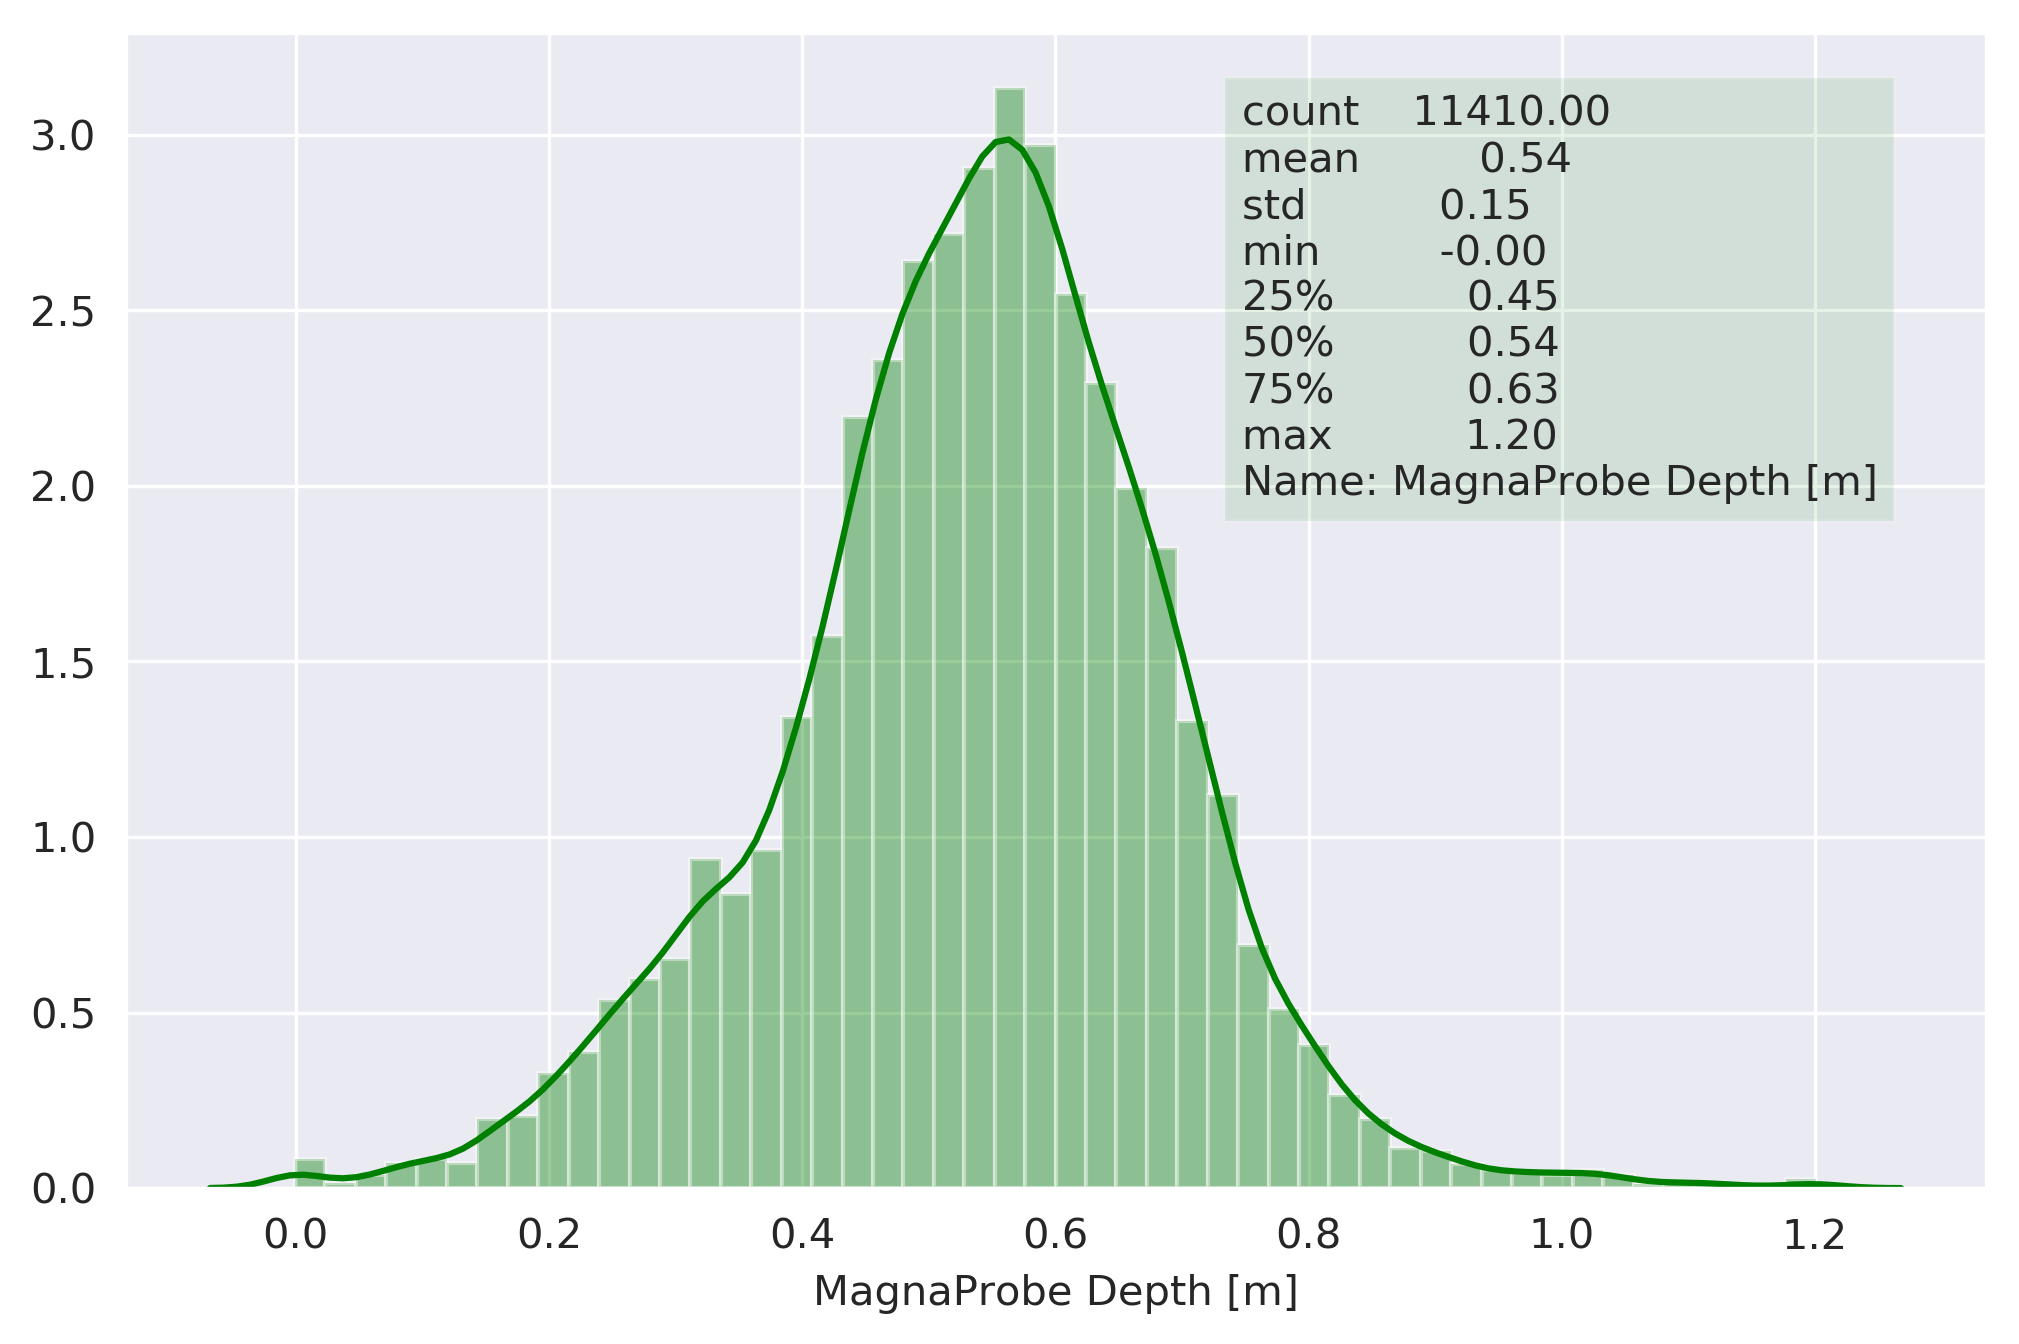 3.0
2.5
2.0
1.5
1.0
0.5
0.0
count 11410.00
mean 0.54
std 0.15
min -0.00
25% 0.45
50% 0.54
75% 0.63
max 1.20
Name: MagnaProbe Depth [m]
0.0 0.2 0.4 0.6 0.8 1.0 1.2
MagnaProbe Depth [m]